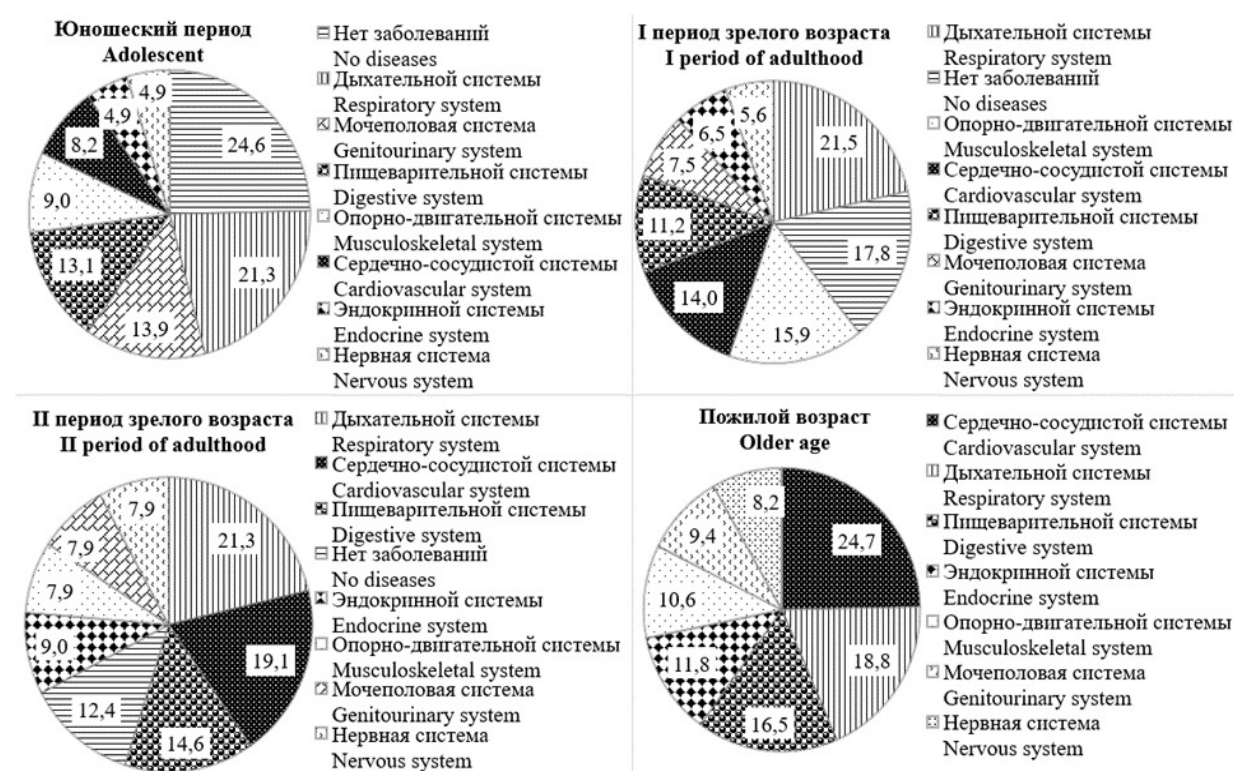 Юношеский период
Adolescent
4,9
4,9
8,2
24,6
9,0
13,1
21,3
13,9
Нет заболеваний
No diseases
Дыхательной системы
Respiratory system
Мочеполовая система
Genitourinary system
Пищеварительной системы
Digestive system
Опорно-двигательной системы
Musculoskeletal system
Сердечно-сосудистой системы
Cardiovascular system
Эндокринной системы
Endocrine system
Нервная система
Nervous system
I период зрелого возраста
I period of adulthood
5,6
6,5
21,5
7,5
11,2
17,8
14,0
15,9
Дыхательной системы
Respiratory system
Нет заболеваний
No diseases
Опорно-двигательной системы
Musculoskeletal system
Сердечно-сосудистой системы
Cardiovascular system
Пищеварительной системы
Digestive system
Мочеполовая система
Genitourinary system
Эндокринной системы
Endocrine system
Нервная система
Nervous system
II период зрелого возраста
II period of adulthood
7,9
21,3
7,9
7,9
9,0
19,1
12,4
14,6
Дыхательной системы
Respiratory system
Сердечно-сосудистой системы
Cardiovascular system
Пищеварительной системы
Digestive system
Нет заболеваний
No diseases
Эндокринной системы
Endocrine system
Опорно-двигательной системы
Musculoskeletal system
Мочеполовая система
Genitourinary system
Нервная система
Nervous system
Пожилой возраст
Older age
8,2
9,4
24,7
10,6
11,8
18,8
16,5
Сердечно-сосудистой системы
Cardiovascular system
Дыхательной системы
Respiratory system
Пищеварительной системы
Digestive system
Эндокринной системы
Endocrine system
Опорно-двигательной системы
Musculoskeletal system
Мочеполовая система
Genitourinary system
Нервная система
Nervous system